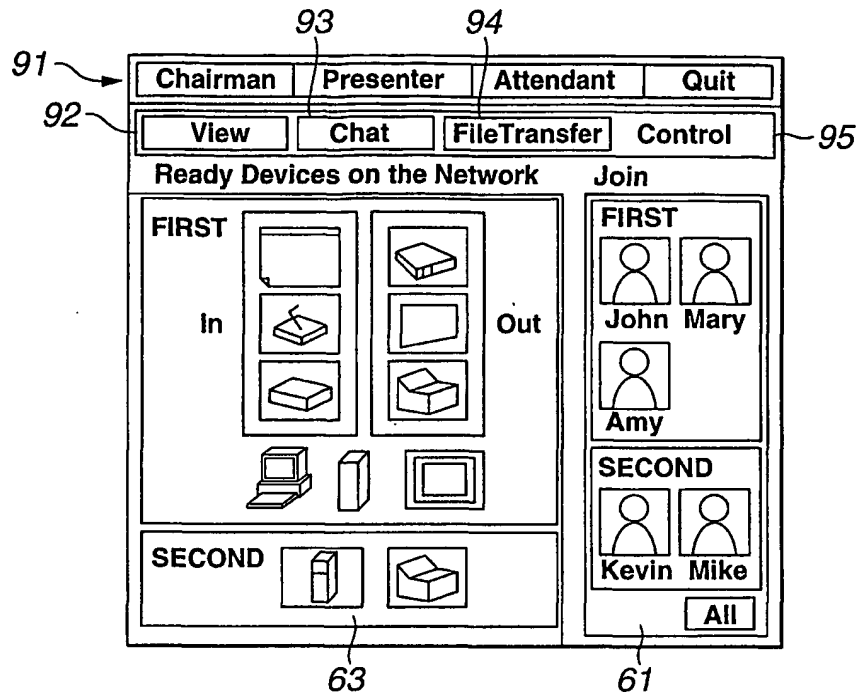 93 94
91 Chairman Presenter Attendant Quit
92 View Chat FileTransfer Control 95
Ready Devices on the Network Join
FIRST FIRST
In Out John Mary
Amy
SECOND SECOND
Kevin Mike
All
63 61